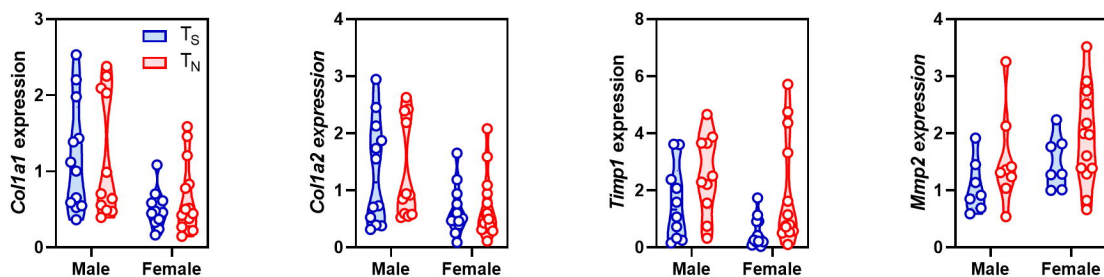 Col1a1 expression
3
2
1
0
Male Female
T_S
T_N
Col1a2 expression
4
3
2
1
0
Male Female
Timp1 expression
8
6
4
2
0
Male Female
Mmp2 expression
4
3
2
1
0
Male Female